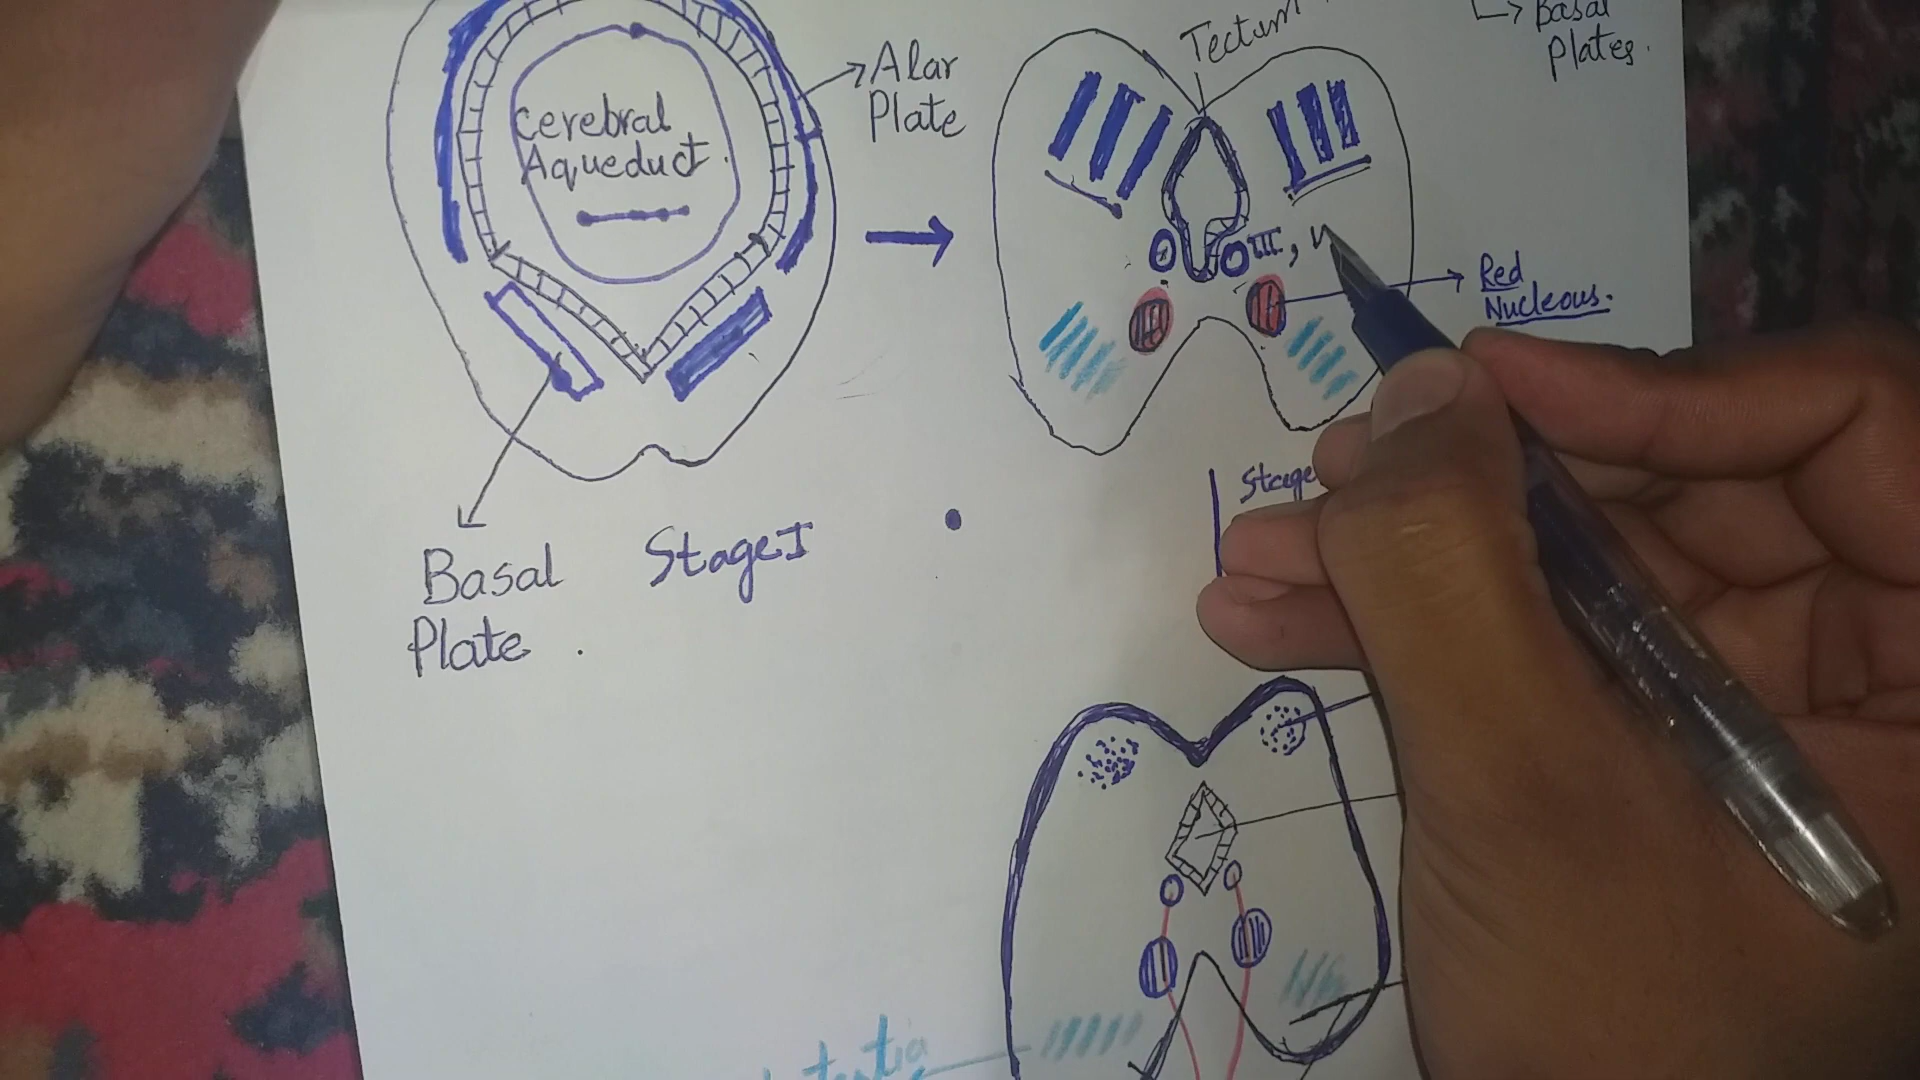 Cerebral
Aqueduct.
Alar
Plate
Tectum
Basal
Plates.
III,
Red
Nucleous.
Basal
Plate.
Stage I
Stage